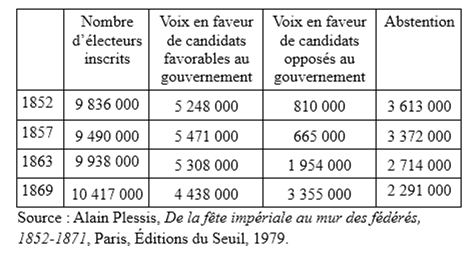 Nombre d'électeurs inscrits
Voix en faveur de candidats favorables au gouvernement
Voix en faveur de candidats opposés au gouvernement
Abstention
1852 9 836 000 5 248 000 810 000 3 613 000
1857 9 490 000 5 471 000 665 000 3 372 000
1863 9 938 000 5 308 000 1 954 000 2 714 000
1869 10 417 000 4 438 000 3 355 000 2 291 000
Source : Alain Plessis, De la fête impériale au mur des fédérés,
1852-1871, Paris, Éditions du Seuil, 1979.